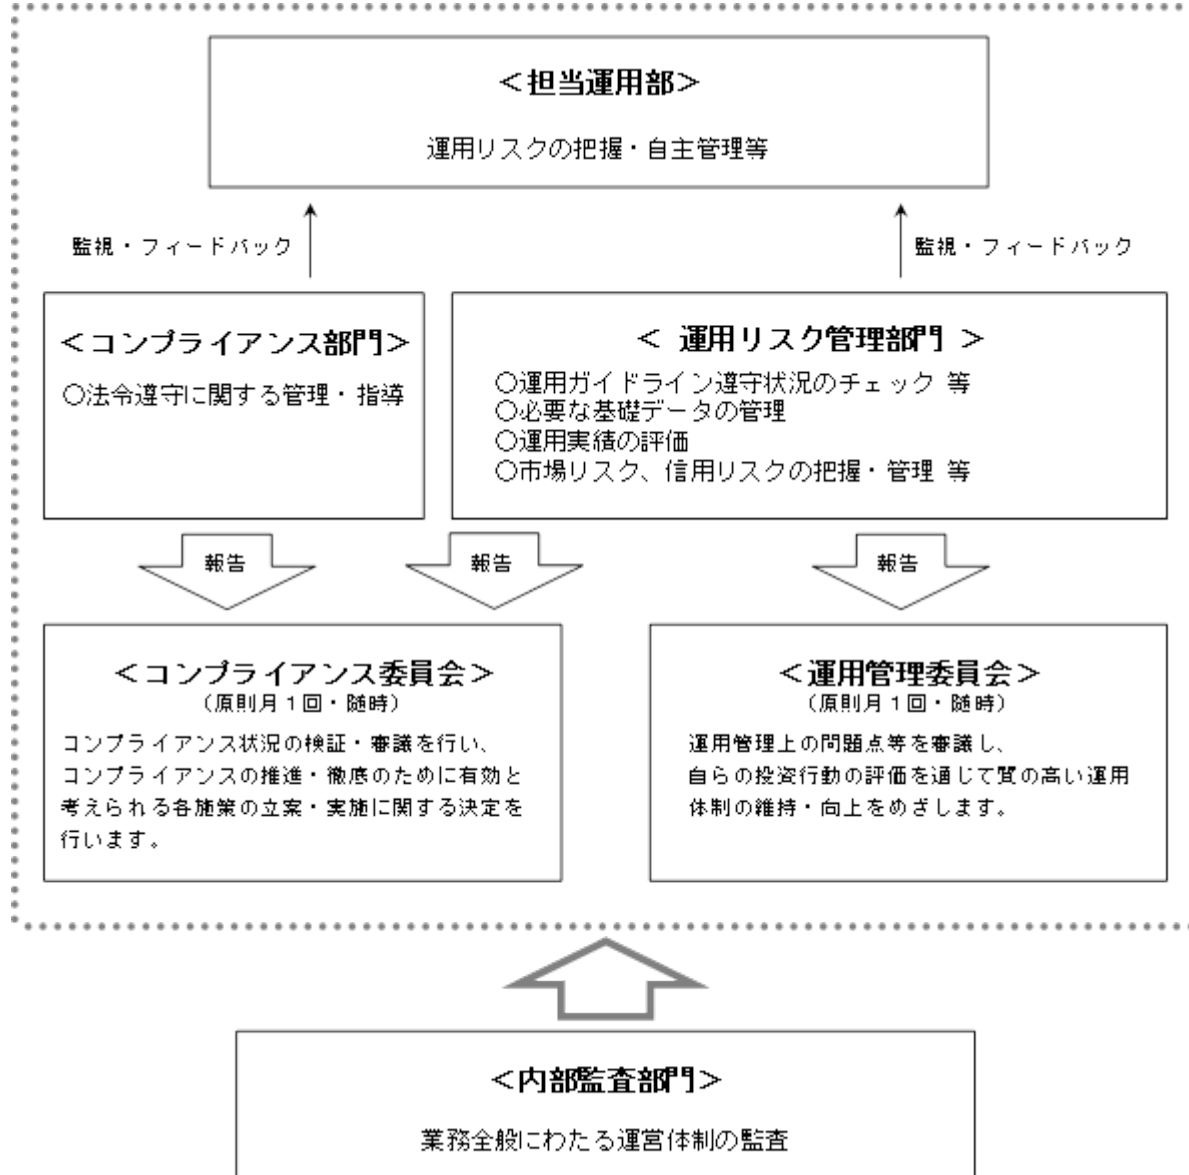 ＜担当運用部＞
運用リスクの把握・自主管理等
監視・フィードバック
監視・フィードバック
＜コンプライアンス部門＞
○法令遵守に関する管理・指導
＜ 運用リスク管理部門 ＞
○運用ガイドライン遵守状況のチェック 等
○必要な基礎データの管理
○運用実績の評価
○市場リスク、信用リスクの把握・管理 等
報告
報告
報告
＜コンプライアンス委員会＞
（原則月１回・随時）
コンプライアンス状況の検証・審議を行い、
コンプライアンスの推進・徹底のために有効と
考えられる各施策の立案・実施に関する決定を
行います。
＜運用管理委員会＞
（原則月１回・随時）
運用管理上の問題点等を審議し、
自らの投資行動の評価を通じて質の高い運用
体制の維持・向上をめざします。
＜内部監査部門＞
業務全般にわたる運営体制の監査